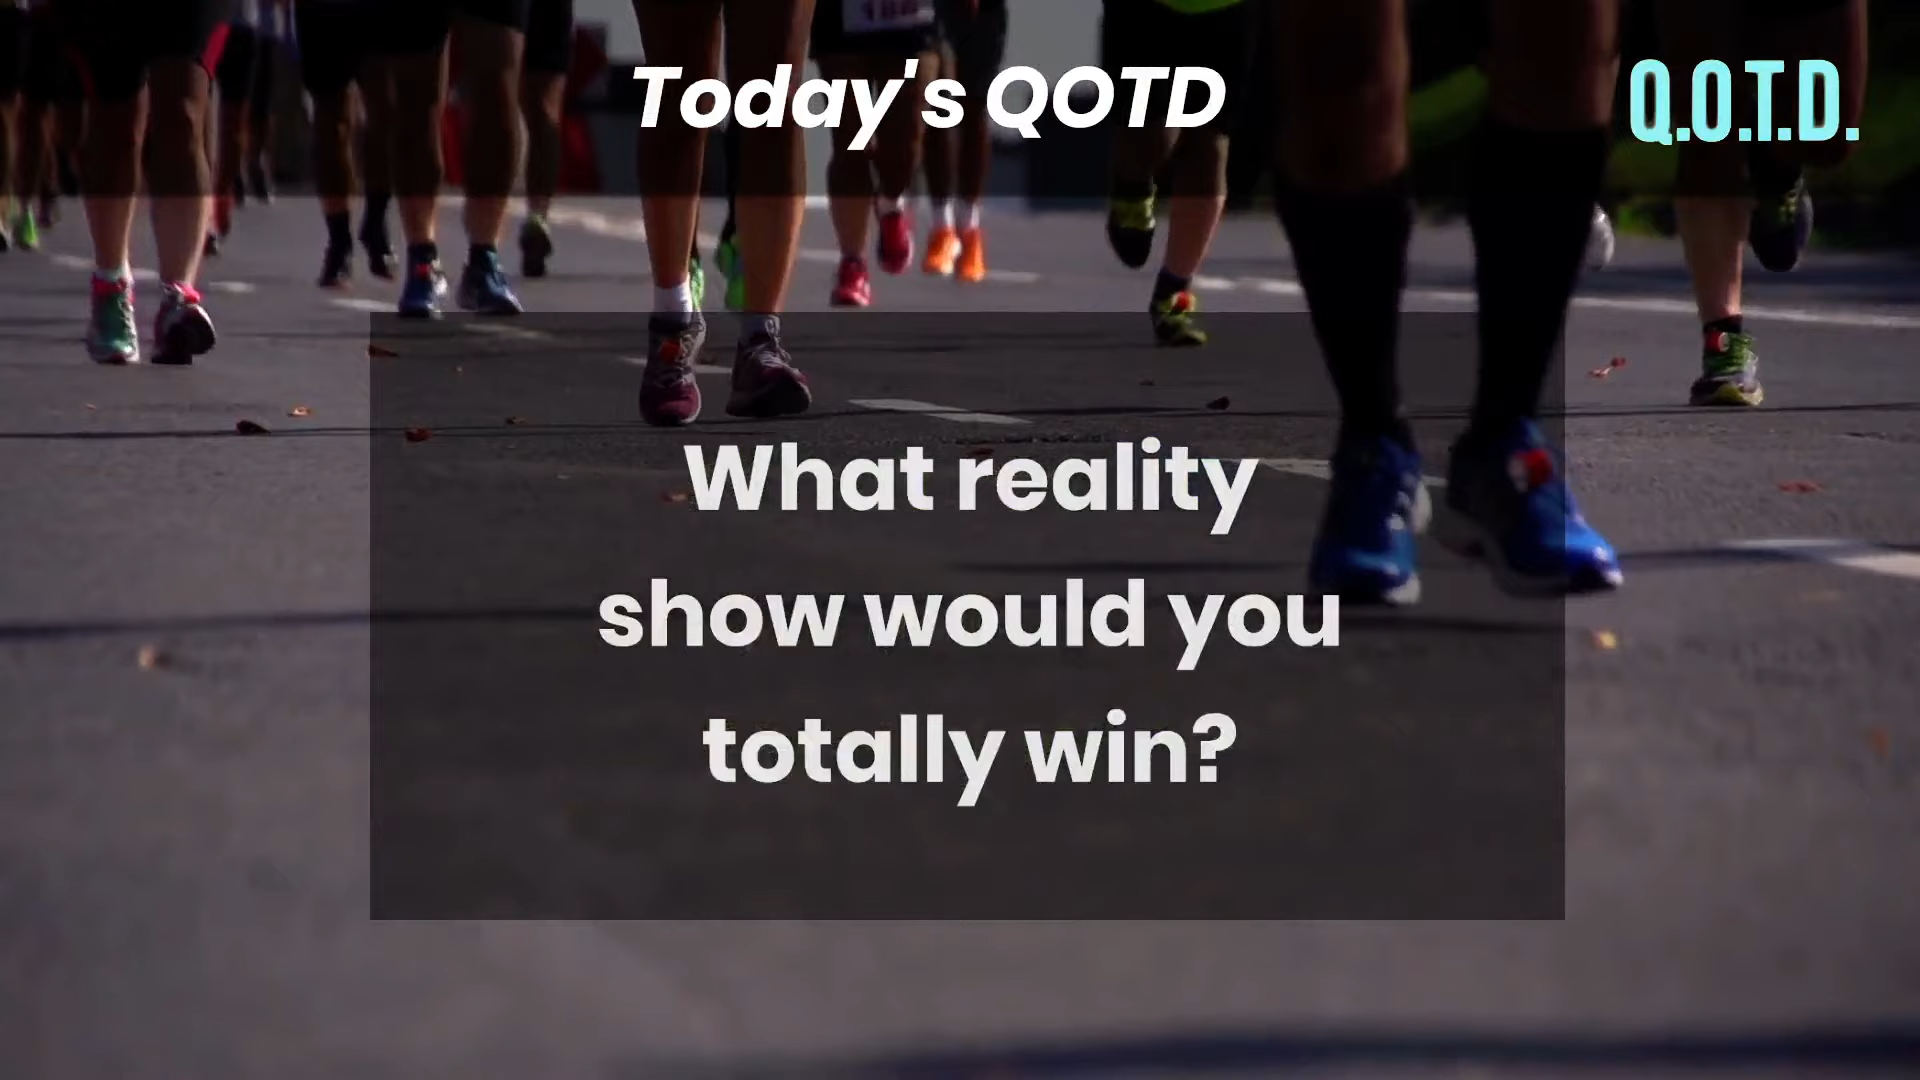 Today's QOTD
Q.O.T.D.
What reality
show would you
totally win?